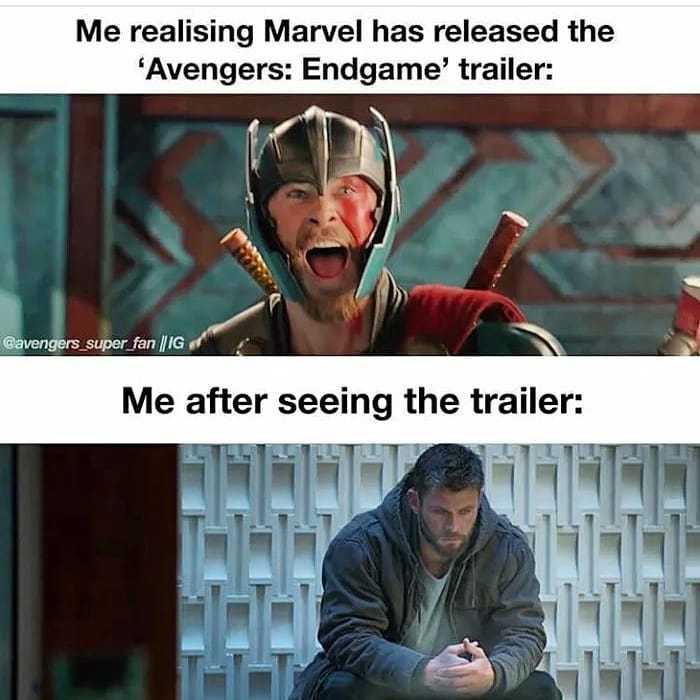 Me realising Marvel has released the
‘Avengers: Endgame’ trailer:
@avengers_super_fan ||IG
Me after seeing the trailer: